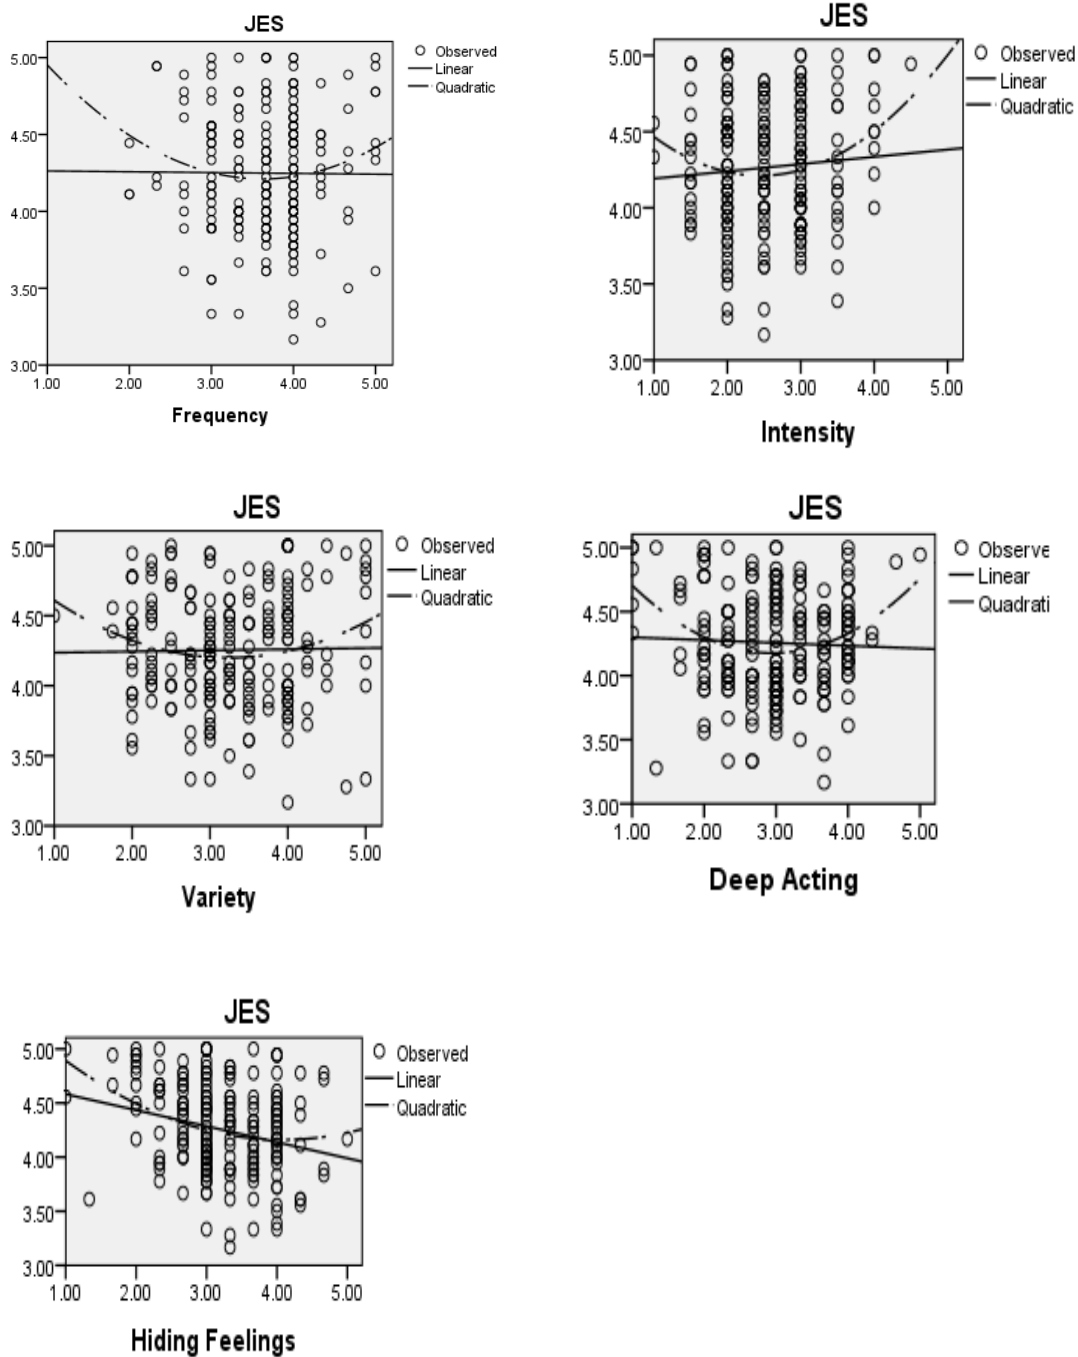 JES
Observed
Linear
Quadratic
5.00
4.50
4.00
3.50
3.00
1.00 2.00 3.00 4.00 5.00
Frequency
JES
Observed
Linear
Quadratic
5.00
4.50
4.00
3.50
3.00
1.00 2.00 3.00 4.00 5.00
Intensity
JES
Observed
Linear
Quadratic
5.00
4.50
4.00
3.50
3.00
1.00 2.00 3.00 4.00 5.00
Variety
JES
Observe
Linear
Quadrati
5.00
4.50
4.00
3.50
3.00
1.00 2.00 3.00 4.00 5.00
Deep Acting
JES
Observed
Linear
Quadratic
5.00
4.50
4.00
3.50
3.00
1.00 2.00 3.00 4.00 5.00
Hiding Feelings